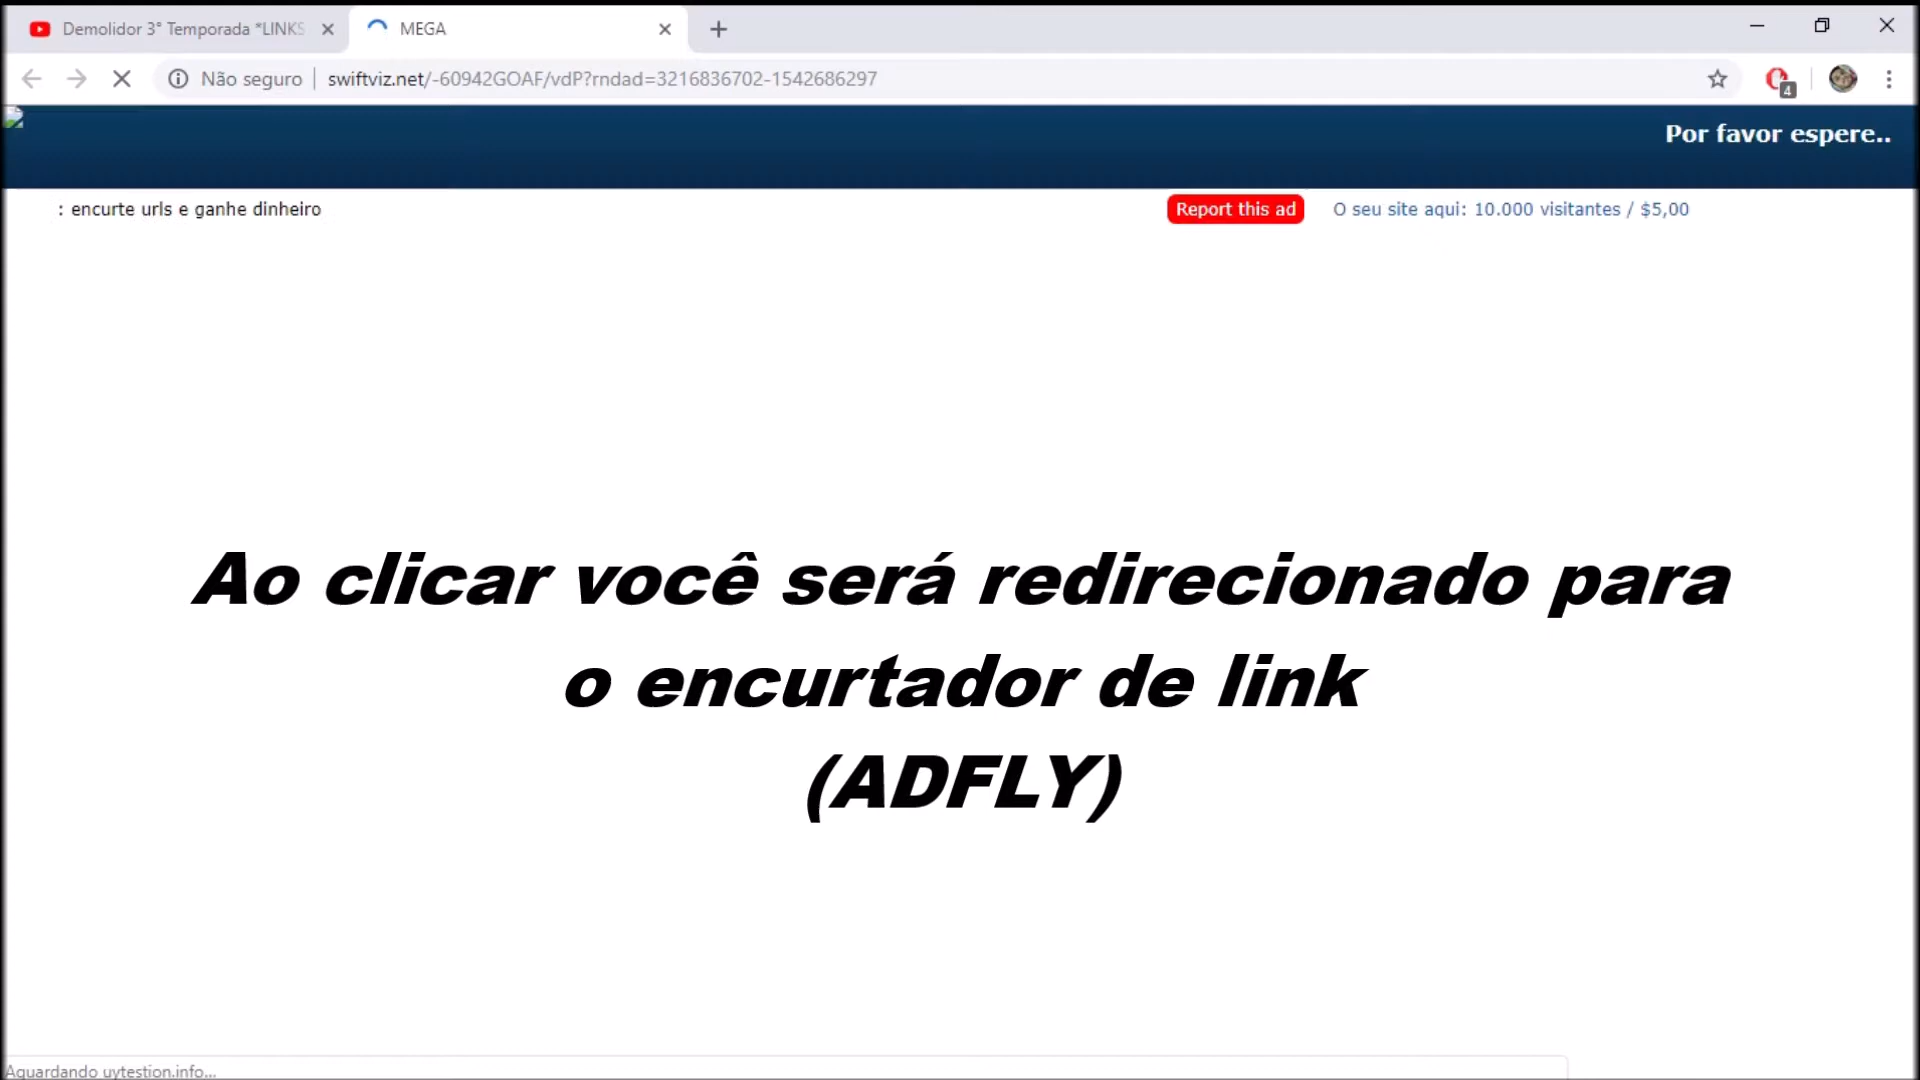 Demolidor 3° Temporada *LINKS
MEGA
Não seguro
swiftviz.net/-60942GOAF/vdP?rndad=3216836702-1542686297
4
Por favor espere..
: encurte urls e ganhe dinheiro
Report this ad
O seu site aqui: 10.000 visitantes / $5,00
Ao clicar você será redirecionado para
o encurtador de link
(ADFLY)
Aguardando uytestion.info...